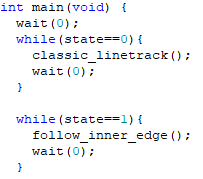 int main(void) {
  wait(0);
  while(state==0){
    classic_linetrack();
    wait(0);
  }

  while(state==1){
    follow_inner_edge();
    wait(0);
  }